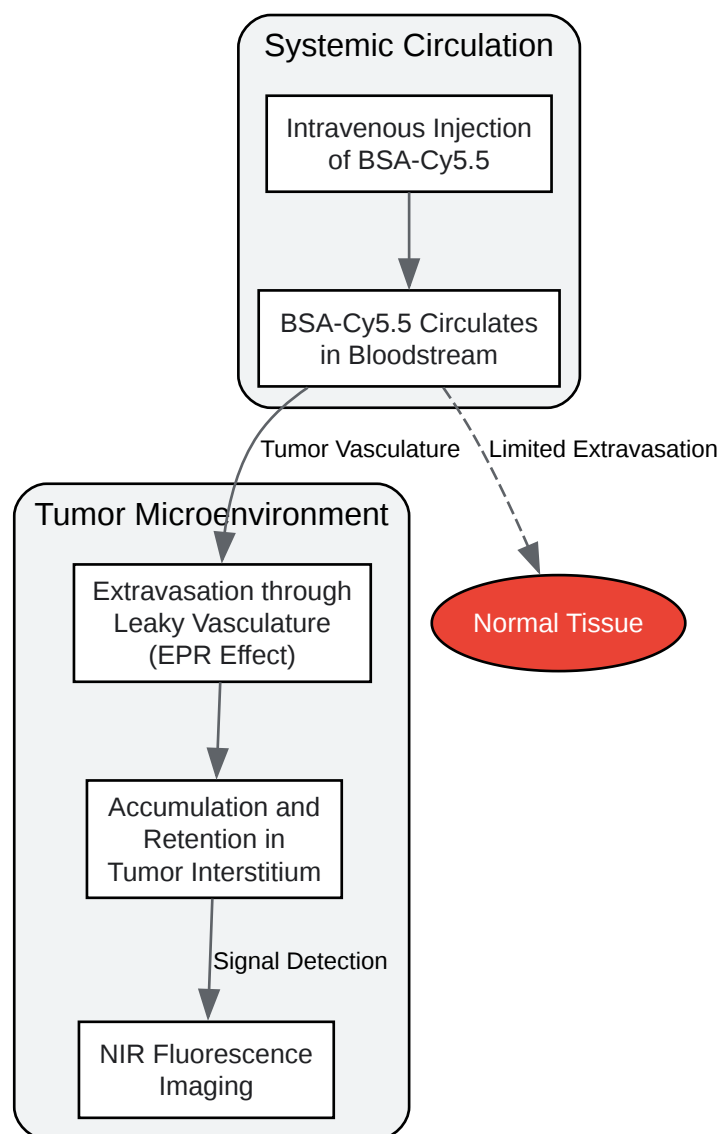 Systemic Circulation
Intravenous Injection
of BSA-Cy5.5
BSA-Cy5.5 Circulates
in Bloodstream
Tumor Vasculature
Limited Extravasation
Tumor Microenvironment
Extravasation through
Leaky Vasculature
(EPR Effect)
Normal Tissue
Accumulation and
Retention in
Tumor Interstitium
Signal Detection
NIR Fluorescence
Imaging